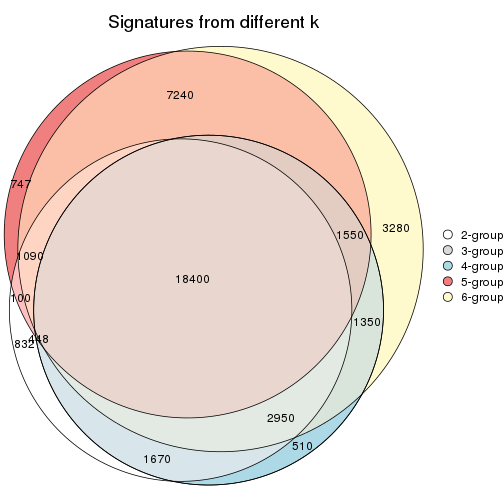 Signatures from different k
7240
747
3280
1550
2-group
3-group
1090
4-group
18400
5-group
100
6-group
1350
448
832
2950
510
1670